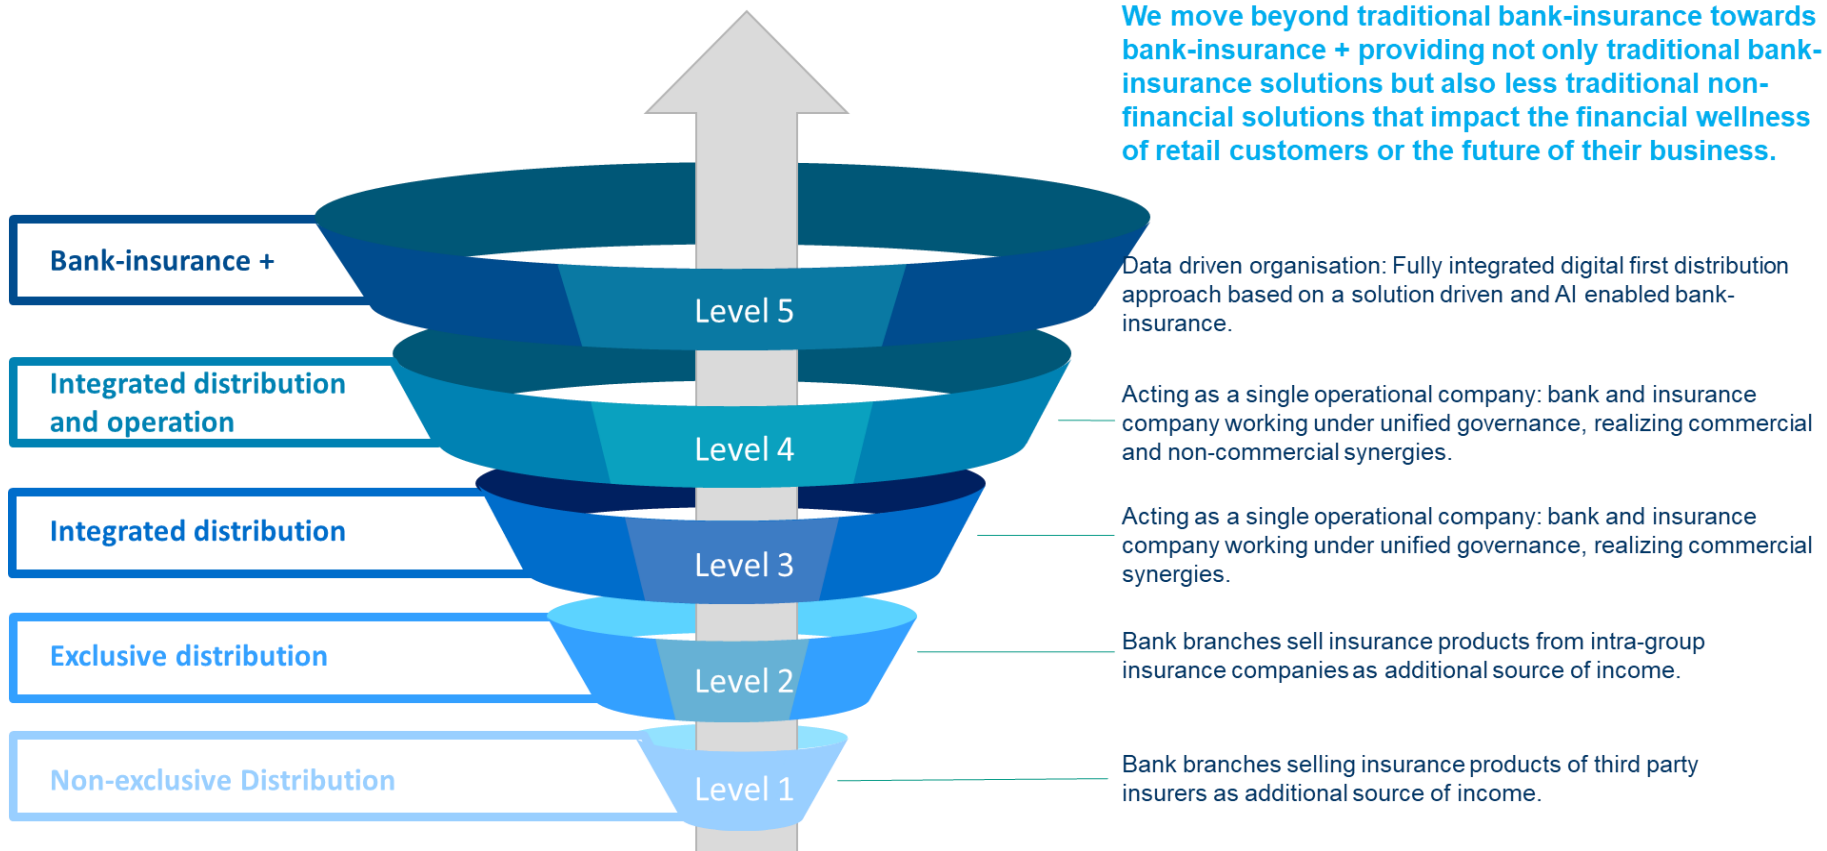 We move beyond traditional bank-insurance towards
bank-insurance + providing not only traditional bank-
insurance solutions but also less traditional non-
financial solutions that impact the financial wellness
of retail customers or the future of their business.
Bank-insurance +
Level 5
Data driven organisation: Fully integrated digital first distribution
approach based on a solution driven and AI enabled bank-
insurance.
Integrated distribution
and operation
Level 4
Acting as a single operational company: bank and insurance
company working under unified governance, realizing commercial
and non-commercial synergies.
Integrated distribution
Level 3
Acting as a single operational company: bank and insurance
company working under unified governance, realizing commercial
synergies.
Exclusive distribution
Level 2
Bank branches sell insurance products from intra-group
insurance companies as additional source of income.
Non-exclusive Distribution
Level 1
Bank branches selling insurance products of third party
insurers as additional source of income.